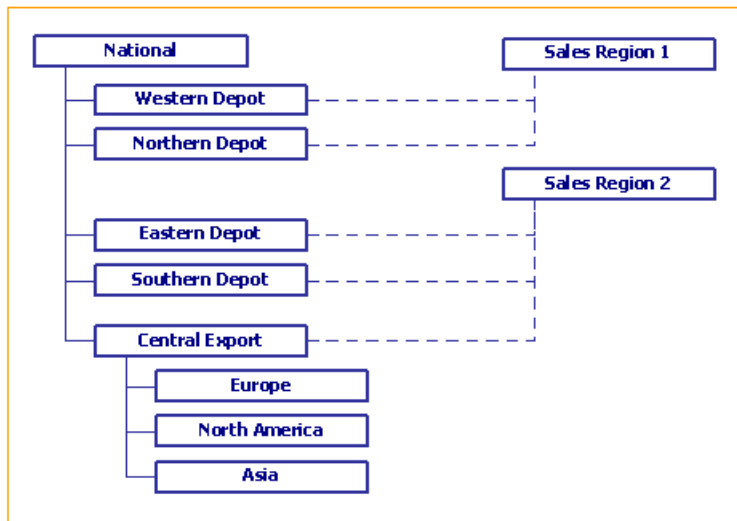 National
Sales Region 1
Western Depot
Northern Depot
Sales Region 2
Eastern Depot
Southern Depot
Central Export
Europe
North America
Asia